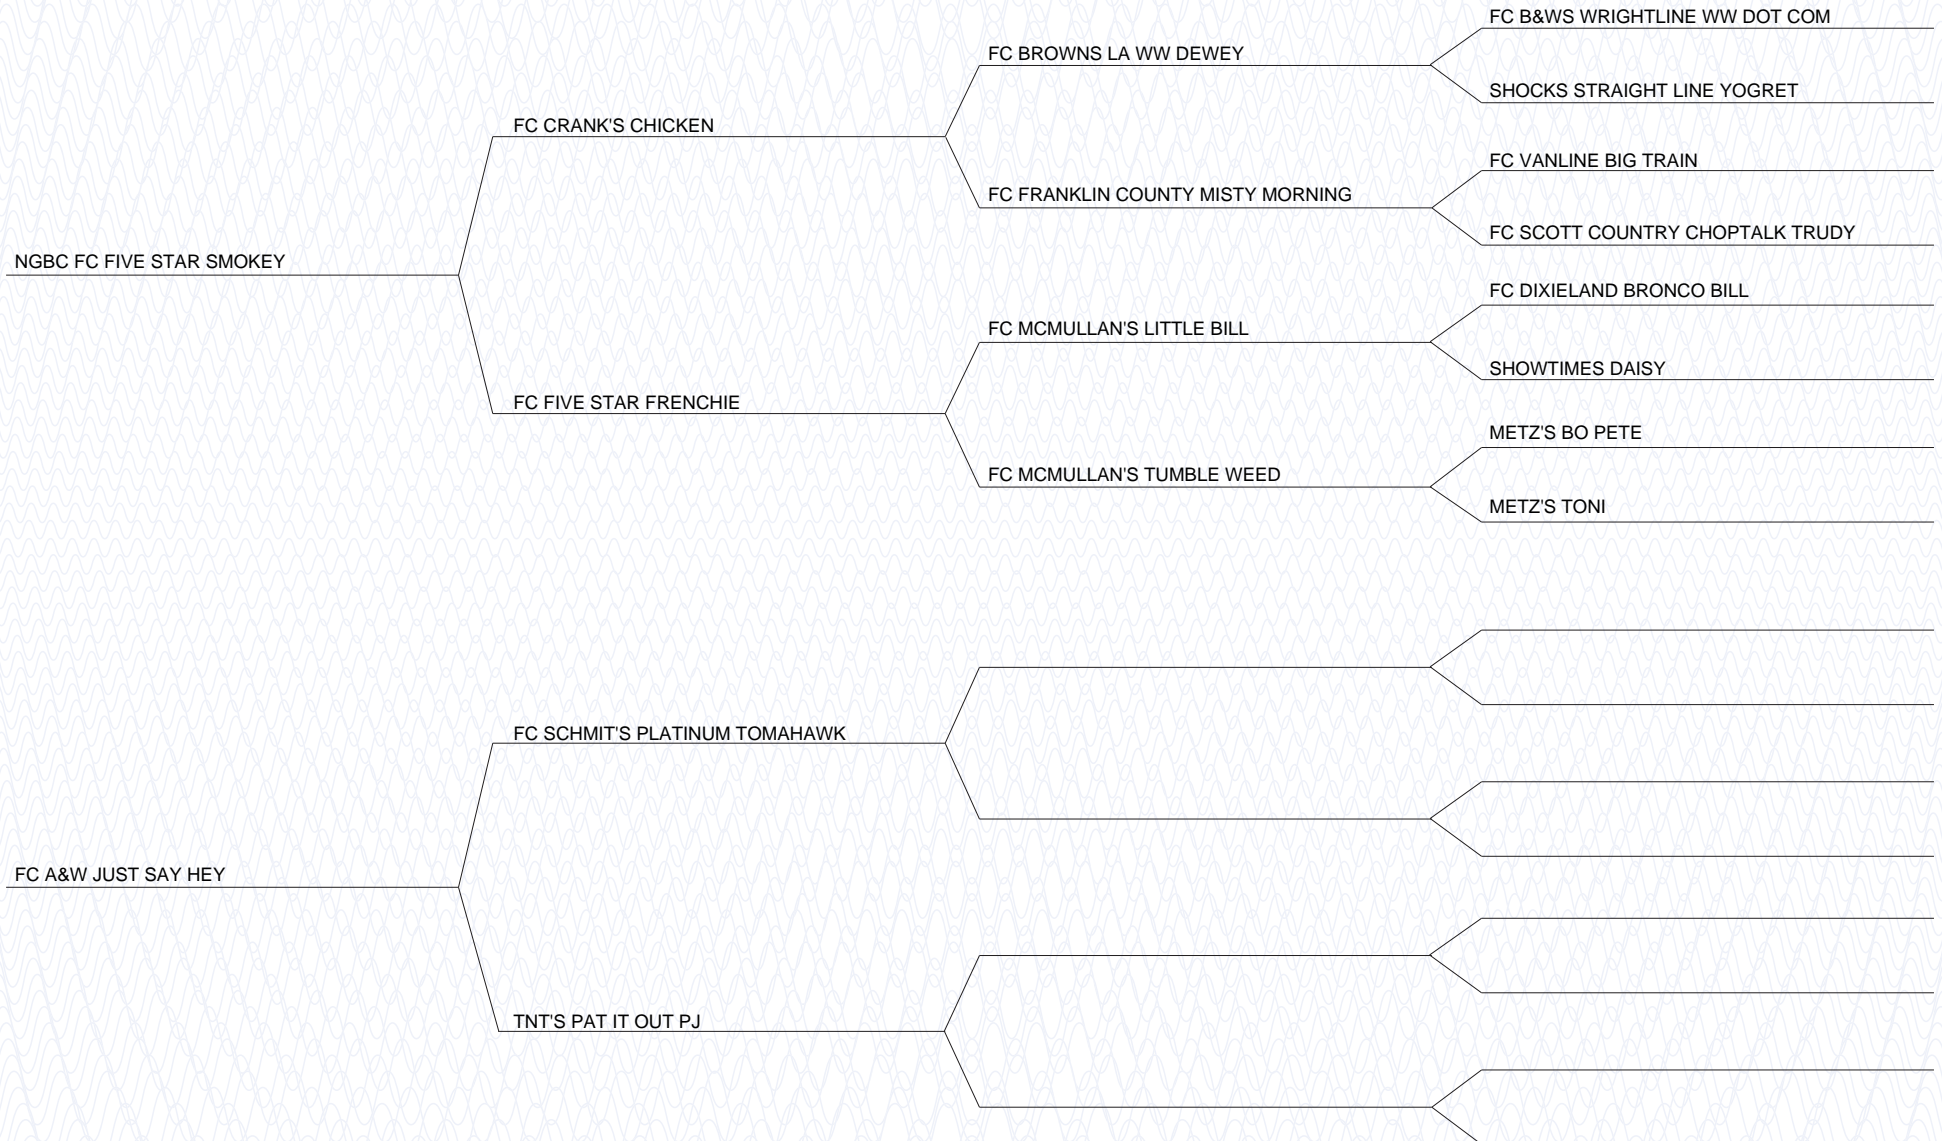 FC B&WS WRIGHTLINE WW DOT COM
FC BROWNS LA WW DEWEY
SHOCKS STRAIGHT LINE YOGRET
FC CRANK'S CHICKEN
FC VANLINE BIG TRAIN
FC FRANKLIN COUNTY MISTY MORNING
FC SCOTT COUNTRY CHOPTALK TRUDY
NGBC FC FIVE STAR SMOKEY
FC DIXIELAND BRONCO BILL
FC MCMULLAN'S LITTLE BILL
SHOWTIMES DAISY
FC FIVE STAR FRENCHIE
METZ'S BO PETE
FC MCMULLAN'S TUMBLE WEED
METZ'S TONI
FC SCHMIT'S PLATINUM TOMAHAWK
FC A&W JUST SAY HEY
TNT'S PAT IT OUT PJ